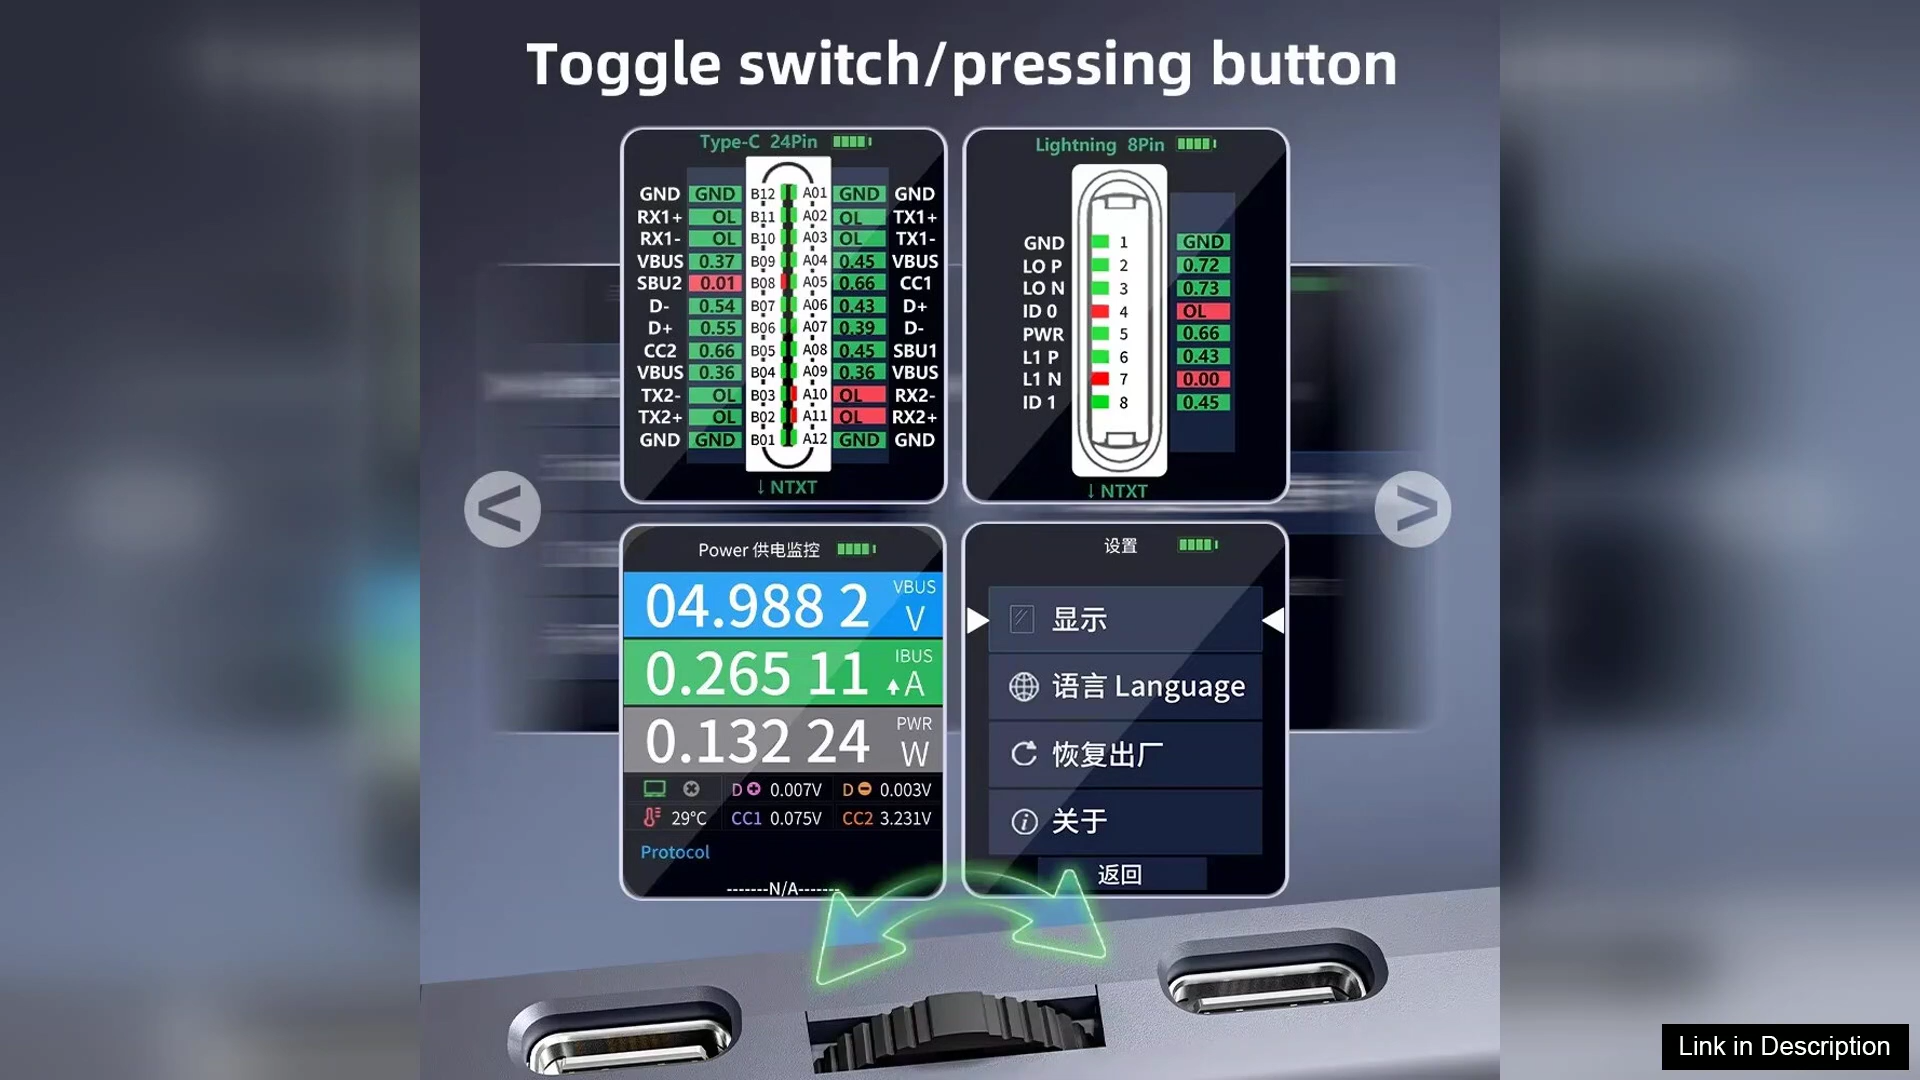 Toggle switch/pressing button
Type-C 24Pin
GND GND B12 A01 GND GND
RX1+ OL B11 A02 OL TX1+
RX1- OL B10 A03 OL TX1-
VBUS 0.37 B09 A04 0.45 VBUS
SBU2 0.01 B08 A05 0.66 CC1
D- 0.54 B07 A06 0.43 D+
D+ 0.55 B06 A07 0.39 D-
CC2 0.66 B05 A08 0.45 SBU1
VBUS 0.36 B04 A09 0.36 VBUS
TX2- OL B03 A10 OL RX2-
TX2+ OL B02 A11 OL RX2+
GND GND B01 A12 GND GND
↓NTXT
Lightning 8Pin
GND 1 GND
LO P 2 0.72
LO N 3 0.73
ID 0 4 OL
PWR 5 0.66
L1 P 6 0.43
L1 N 7 0.00
ID 1 8 0.45
↓NTXT
< >
Power 供电监控
04.988 2 VBUS V
0.265 11 IBUS A
0.132 24 PWR W
D+ 0.007V D- 0.003V
29°C CC1 0.075V CC2 3.231V
Protocol
-------N/A-------
设置
显示
语言 Language
恢复出厂
关于
返回
Link in Description